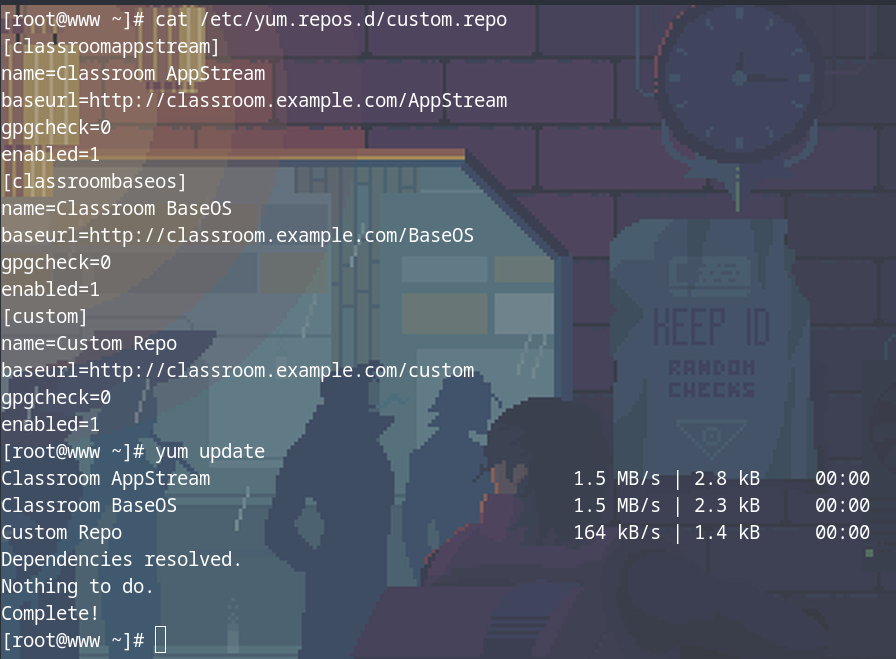 [root@www ~]# cat /etc/yum.repos.d/custom.repo
[classroomappstream]
name=Classroom AppStream
baseurl=http://classroom.example.com/AppStream
gpgcheck=0
enabled=1
[classroombaseos]
name=Classroom BaseOS
baseurl=http://classroom.example.com/BaseOS
gpgcheck=0
enabled=1
[custom]
name=Custom Repo
baseurl=http://classroom.example.com/custom
gpgcheck=0
enabled=1
[root@www ~]# yum update
Classroom AppStream 1.5 MB/s | 2.8 kB 00:00
Classroom BaseOS 1.5 MB/s | 2.3 kB 00:00
Custom Repo 164 kB/s | 1.4 kB 00:00
Dependencies resolved.
Nothing to do.
Complete!
[root@www ~]#
KEEP ID
RANDOM
CHECKS